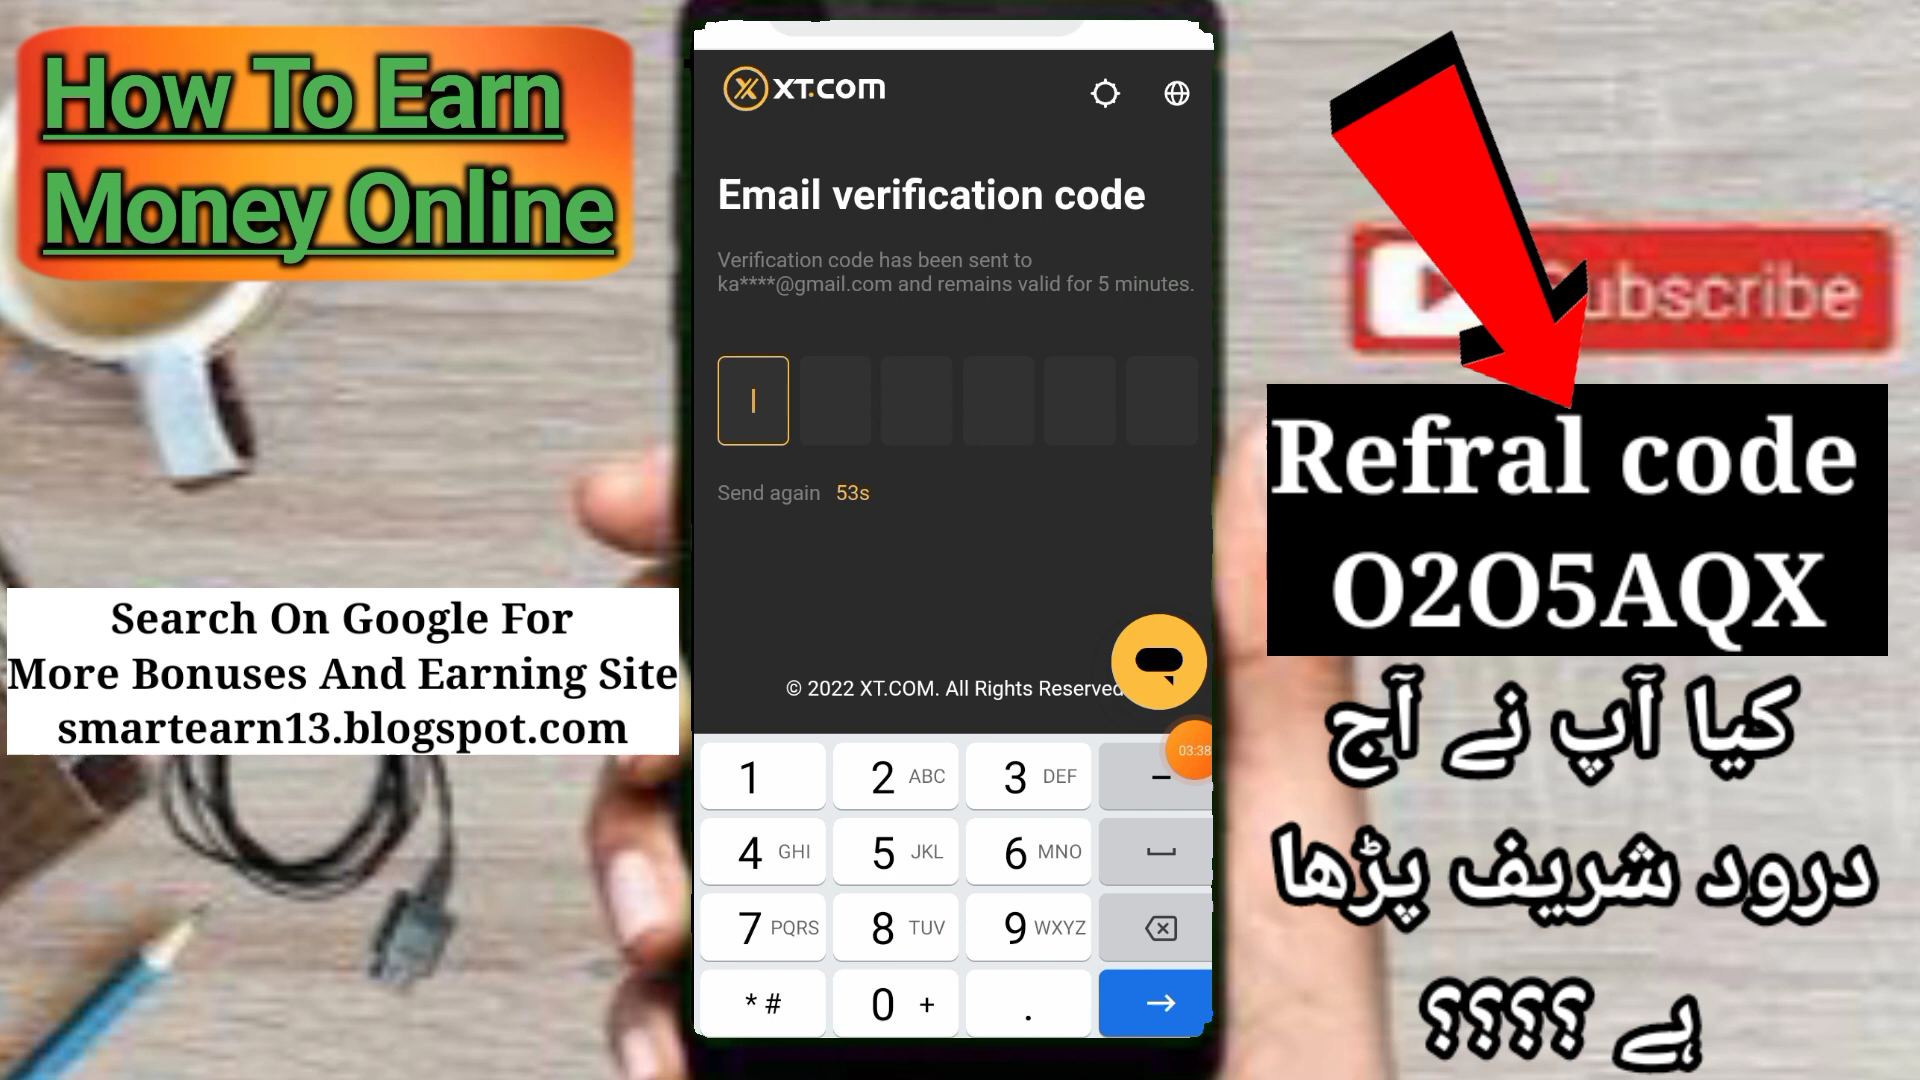 How To Earn
Money Online
XT.COM
Email verification code
Verification code has been sent to
ka****@gmail.com and remains valid for 5 minutes.
Send again 53s
© 2022 XT.COM. All Rights Reserved
03:38
1
2 ABC
3 DEF
–
4 GHI
5 JKL
6 MNO
7 PQRS
8 TUV
9 WXYZ
* #
0 +
.
Search On Google For
More Bonuses And Earning Site
smartearn13.blogspot.com
Subscribe
Refral code
O2O5AQX
کیا آپ نے آج
درود شریف پڑھا
ہے ؟؟؟؟